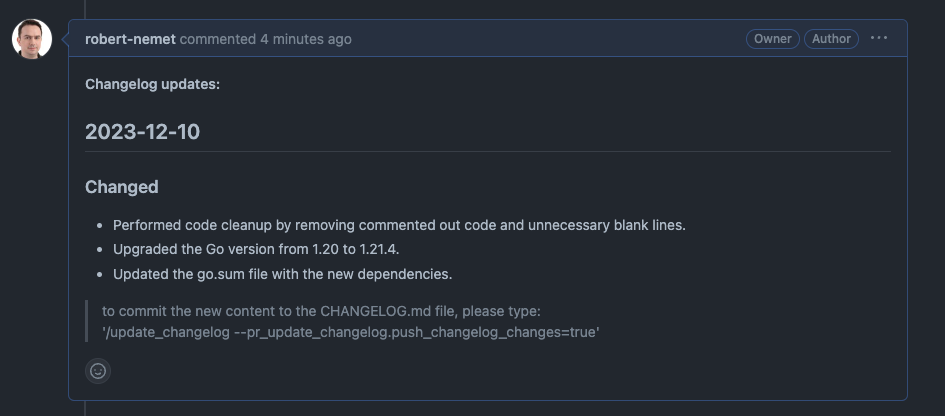 robert-nemet commented 4 minutes ago Owner Author ...
Changelog updates:
2023-12-10
Changed
• Performed code cleanup by removing commented out code and unnecessary blank lines.
• Upgraded the Go version from 1.20 to 1.21.4.
• Updated the go.sum file with the new dependencies.
to commit the new content to the CHANGELOG.md file, please type:
'/update_changelog --pr_update_changelog.push_changelog_changes=true'